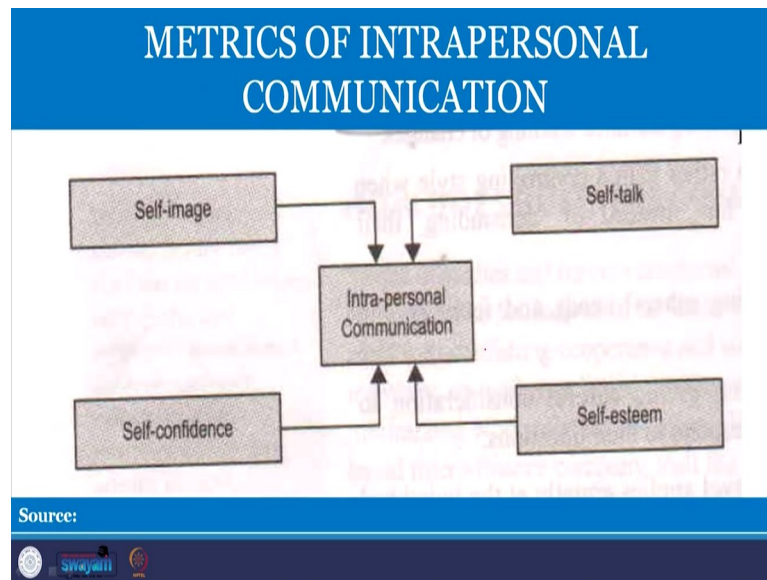 METRICS OF INTRAPERSONAL
COMMUNICATION
Self-image
Self-talk
Intra-personal
Communication
Self-confidence
Self-esteem
Source:
swayam